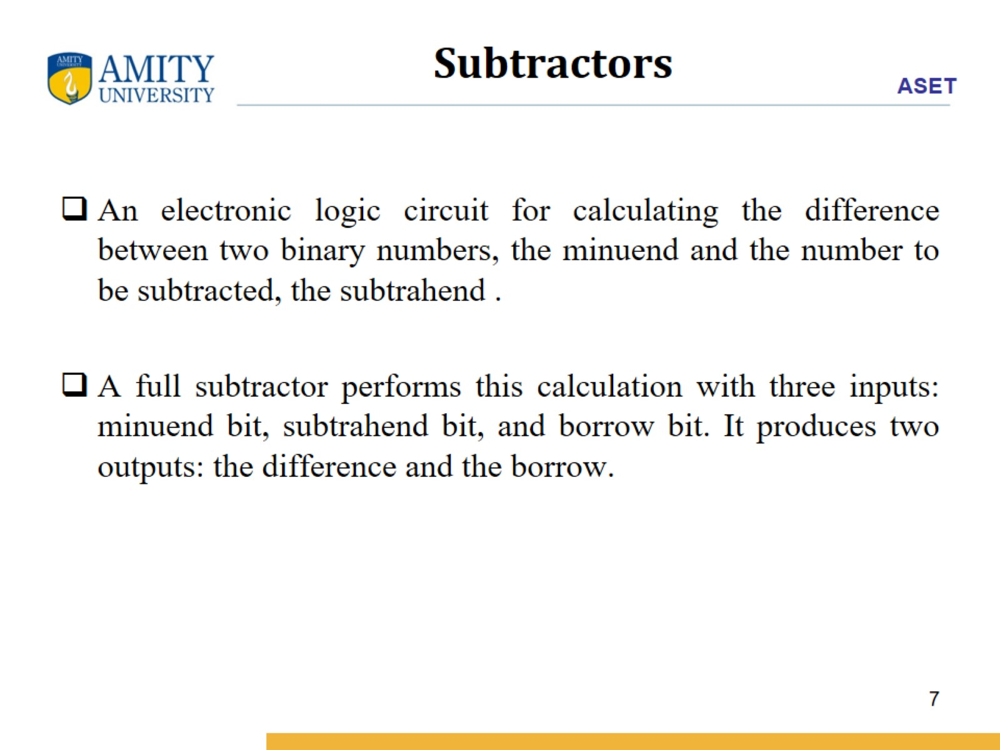 AMITY
UNIVERSITY
AMITY
UNIVERSITY
Subtractors
ASET
An electronic logic circuit for calculating the difference
between two binary numbers, the minuend and the number to
be subtracted, the subtrahend .
A full subtractor performs this calculation with three inputs:
minuend bit, subtrahend bit, and borrow bit. It produces two
outputs: the difference and the borrow.
7